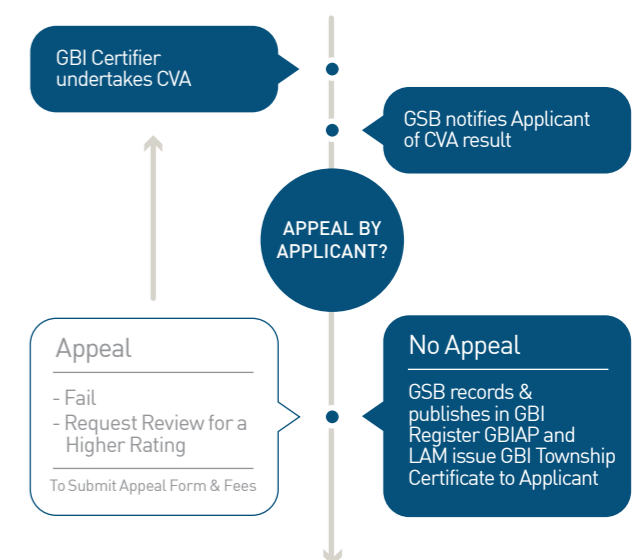 GBI Certifier
undertakes CVA
GSB notifies Applicant
of CVA result
APPEAL BY
APPLICANT?
Appeal
- Fail
- Request Review for a
Higher Rating
To Submit Appeal Form & Fees
No Appeal
GSB records &
publishes in GBI
Register GBIAP and
LAM issue GBI Township
Certificate to Applicant